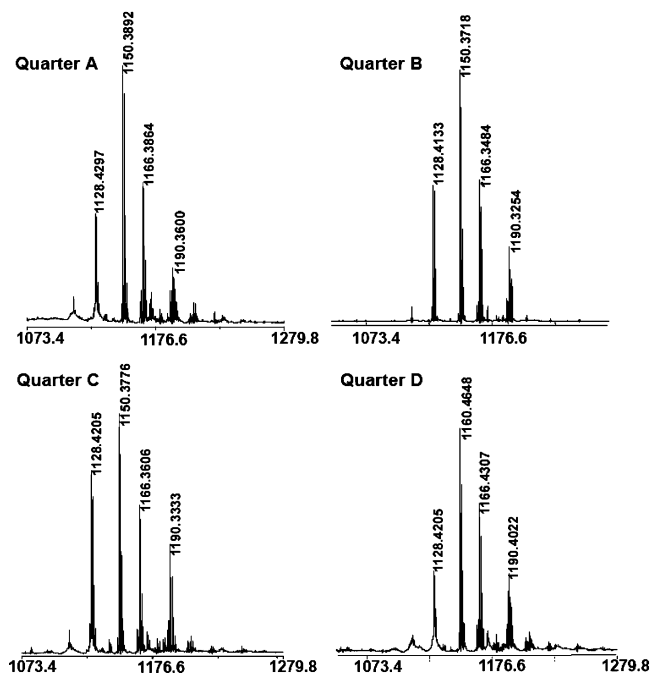 Quarter A
1128.4297
1150.3892
1166.3864
1190.3600
1073.4 1176.6 1279.8
Quarter B
1128.4133
1150.3718
1166.3484
1190.3254
1073.4 1176.6
Quarter C
1128.4205
1150.3776
1166.3606
1190.3333
1073.4 1176.6 1279.8
Quarter D
1128.4205
1160.4648
1166.4307
1190.4022
1073.4 1176.6 1279.8